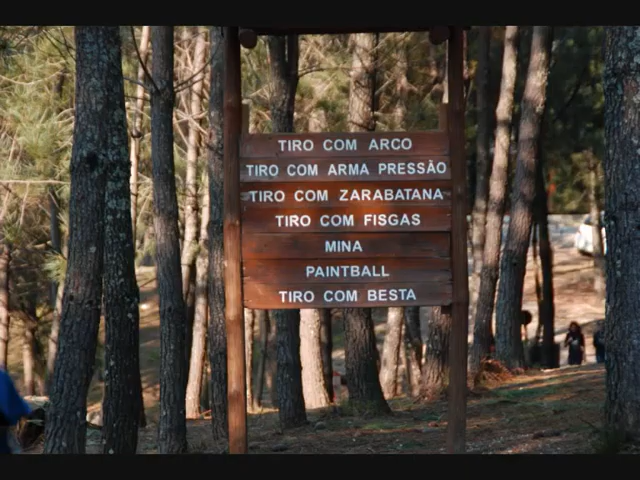 TIRO COM ARCO
TIRO COM ARMA PRESSÃO
TIRO COM ZARABATANA
TIRO COM FISGAS
MINA
PAINTBALL
TIRO COM BESTA